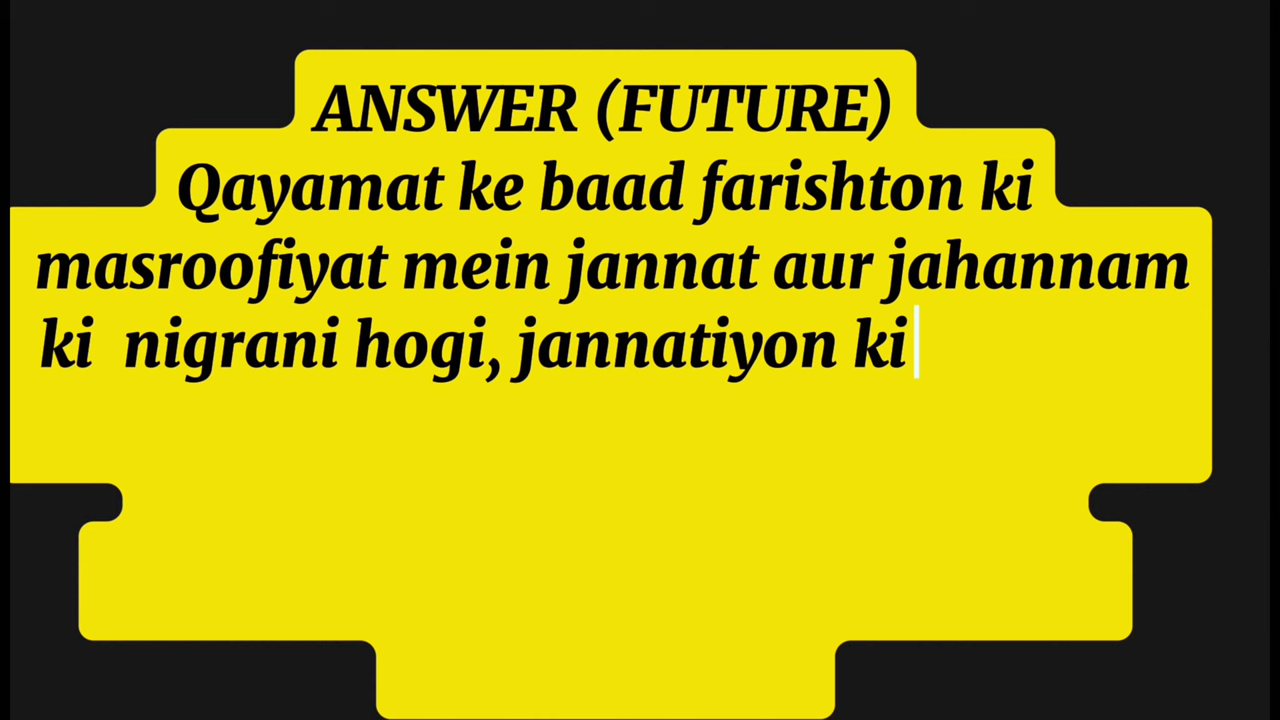 ANSWER (FUTURE)
Qayamat ke baad farishton ki
masroofiyat mein jannat aur jahannam
ki  nigrani hogi, jannatiyon ki